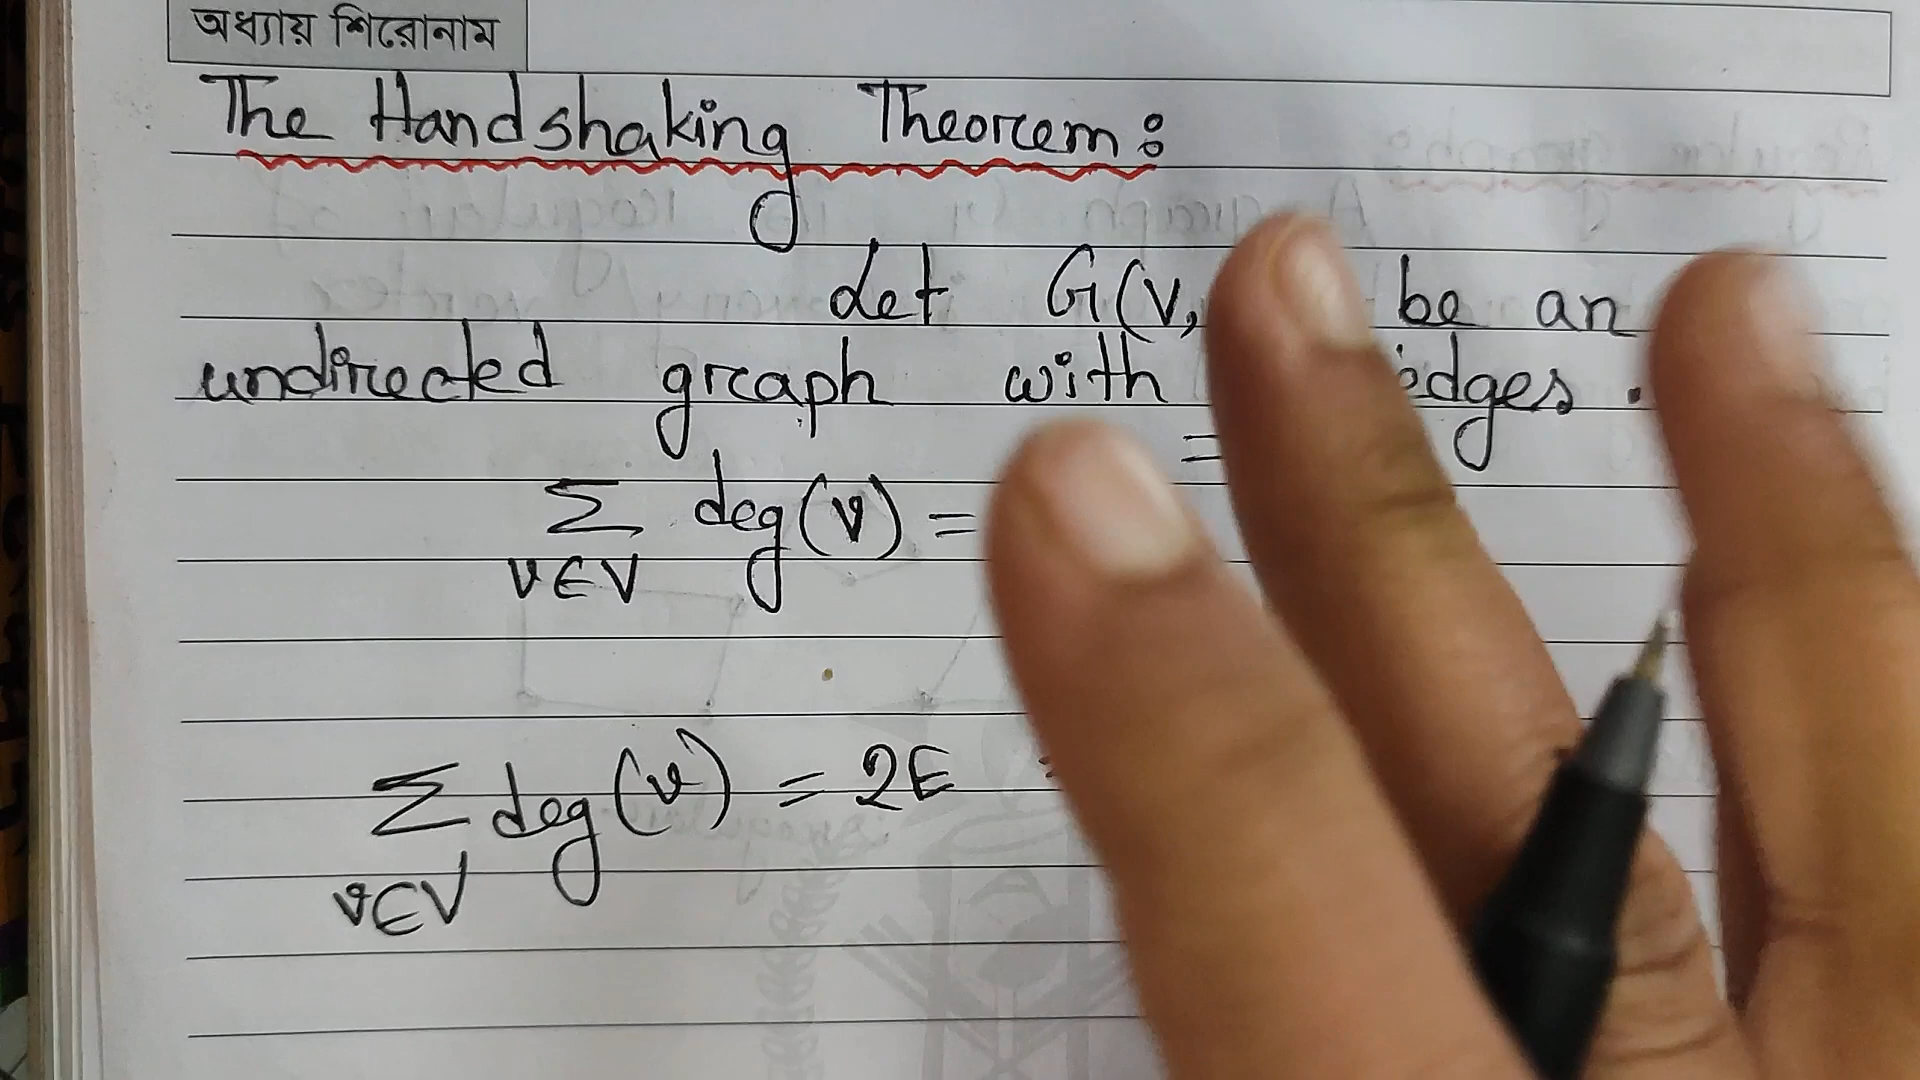 অধ্যায় শিরোনাম
The Handshaking Theorem:
Let G(V, be an
undirected graph with edges.
=
Σ deg(v) =
v∈V
Σ deg(v) = 2E
v∈V